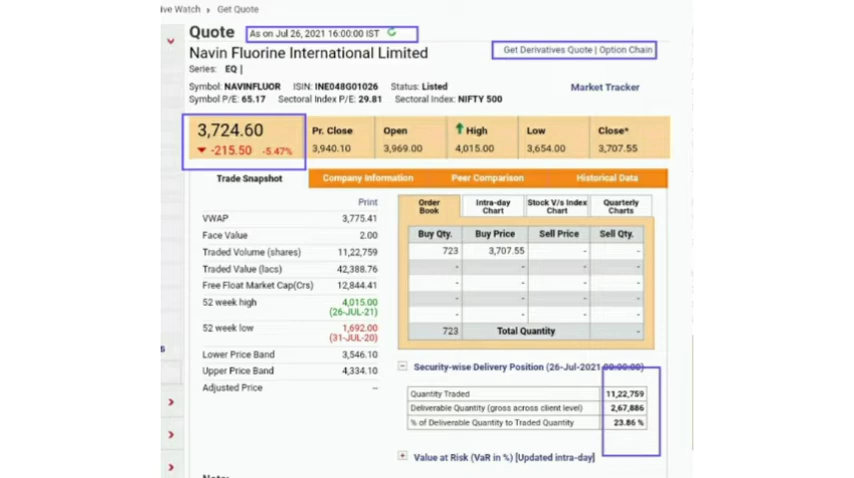 ive Watch › Get Quote
Quote As on Jul 26, 2021 16:00:00 IST
Navin Fluorine International Limited
Get Derivatives Quote | Option Chain
Series: EQ |
Symbol: NAVINFLUOR ISIN: INE048G01026 Status: Listed
Market Tracker
Symbol P/E: 65.17 Sectoral Index P/E: 29.81 Sectoral Index: NIFTY 500
3,724.60 Pr. Close Open High Low Close*
-215.50 -5.47% 3,940.10 3,969.00 4,015.00 3,654.00 3,707.55
Trade Snapshot Company Information Peer Comparison Historical Data
Print
VWAP 3,775.41
Face Value 2.00
Traded Volume (shares) 11,22,759
Traded Value (lacs) 42,388.76
Free Float Market Cap(Crs) 12,844.41
52 week high 4,015.00
(26-JUL-21)
52 week low 1,692.00
(31-JUL-20)
Lower Price Band 3,546.10
Upper Price Band 4,334.10
Adjusted Price --
Order Book Intra-day Chart Stock V/s Index Chart Quarterly Charts
Buy Qty. Buy Price Sell Price Sell Qty.
723 3,707.55 - -
- - - -
- - - -
- - - -
- - - -
723 Total Quantity -
Security-wise Delivery Position (26-Jul-2021 00:00:00)
Quantity Traded 11,22,759
Deliverable Quantity (gross across client level) 2,67,886
% of Deliverable Quantity to Traded Quantity 23.86 %
Value at Risk (VaR in %) [Updated intra-day]